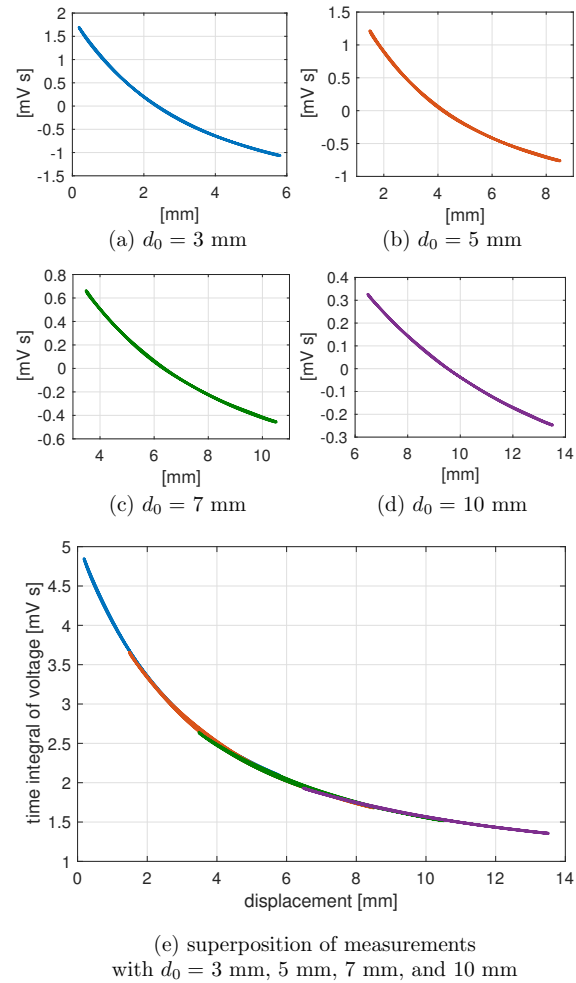 2
1.5
1
0.5
0
-0.5
-1
-1.5
0 2 4 6
[mV s]
[mm]
(a) d₀ = 3 mm
1.5
1
0.5
0
-0.5
-1
2 4 6 8
[mV s]
[mm]
(b) d₀ = 5 mm
0.8
0.6
0.4
0.2
0
-0.2
-0.4
-0.6
4 6 8 10
[mV s]
[mm]
(c) d₀ = 7 mm
0.4
0.3
0.2
0.1
0
-0.1
-0.2
-0.3
6 8 10 12 14
[mV s]
[mm]
(d) d₀ = 10 mm
5
4.5
4
3.5
3
2.5
2
1.5
1
0 2 4 6 8 10 12 14
time integral of voltage [mV s]
displacement [mm]
(e) superposition of measurements
with d₀ = 3 mm, 5 mm, 7 mm, and 10 mm